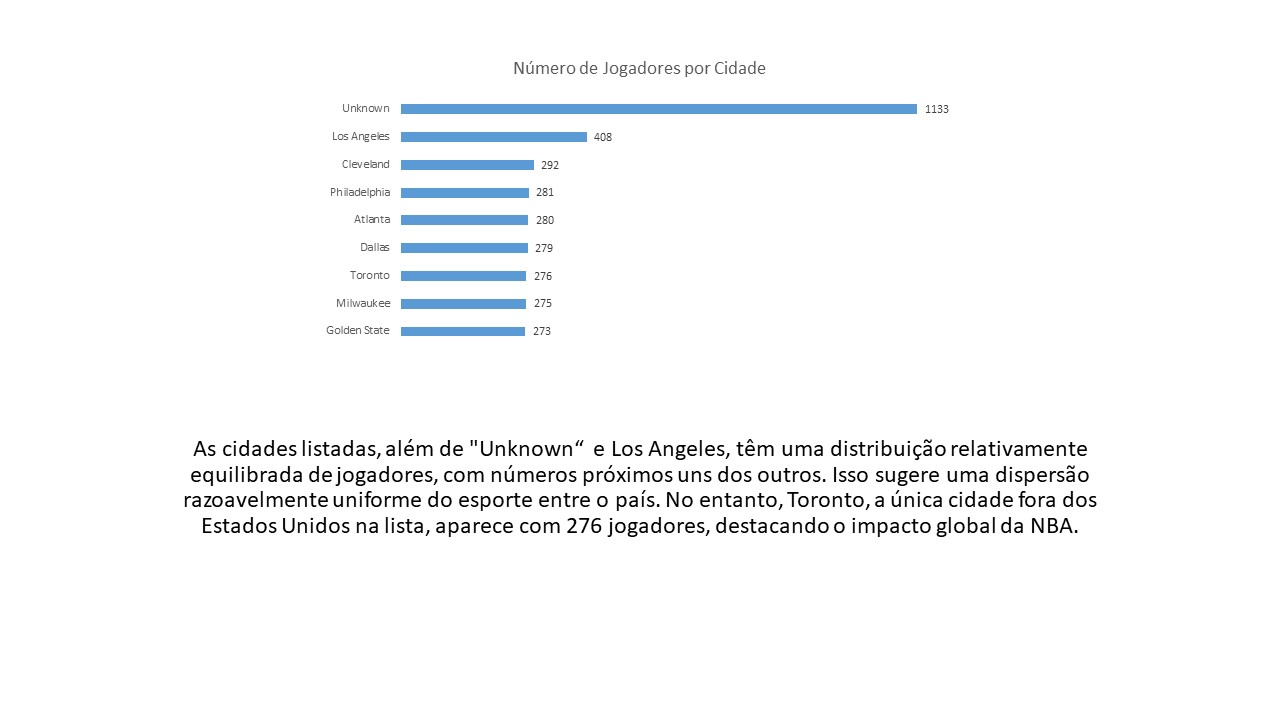 Número de Jogadores por Cidade
Unknown 1133
Los Angeles 408
Cleveland 292
Philadelphia 281
Atlanta 280
Dallas 279
Toronto 276
Milwaukee 275
Golden State 273
As cidades listadas, além de "Unknown“ e Los Angeles, têm uma distribuição relativamente
equilibrada de jogadores, com números próximos uns dos outros. Isso sugere uma dispersão
razoavelmente uniforme do esporte entre o país. No entanto, Toronto, a única cidade fora dos
Estados Unidos na lista, aparece com 276 jogadores, destacando o impacto global da NBA.